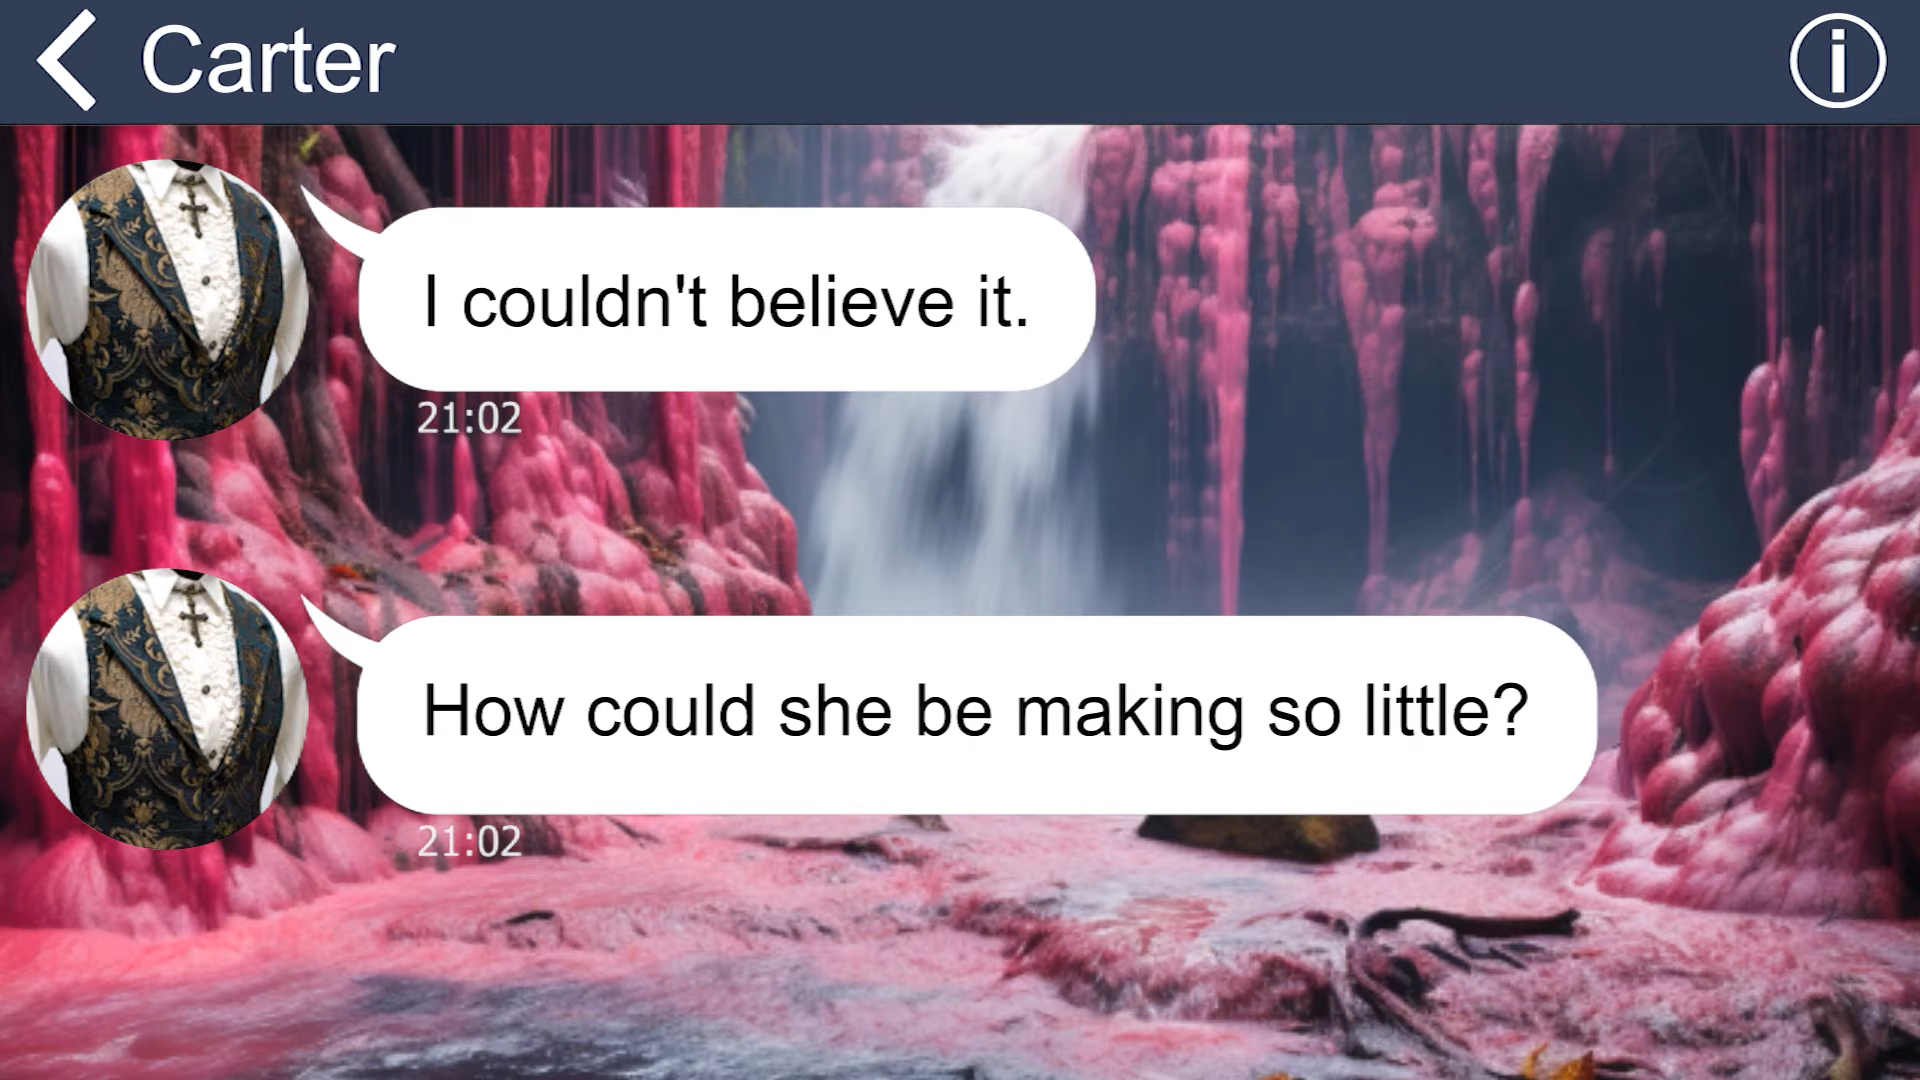 Carter
I couldn't believe it.
21:02
How could she be making so little?
21:02